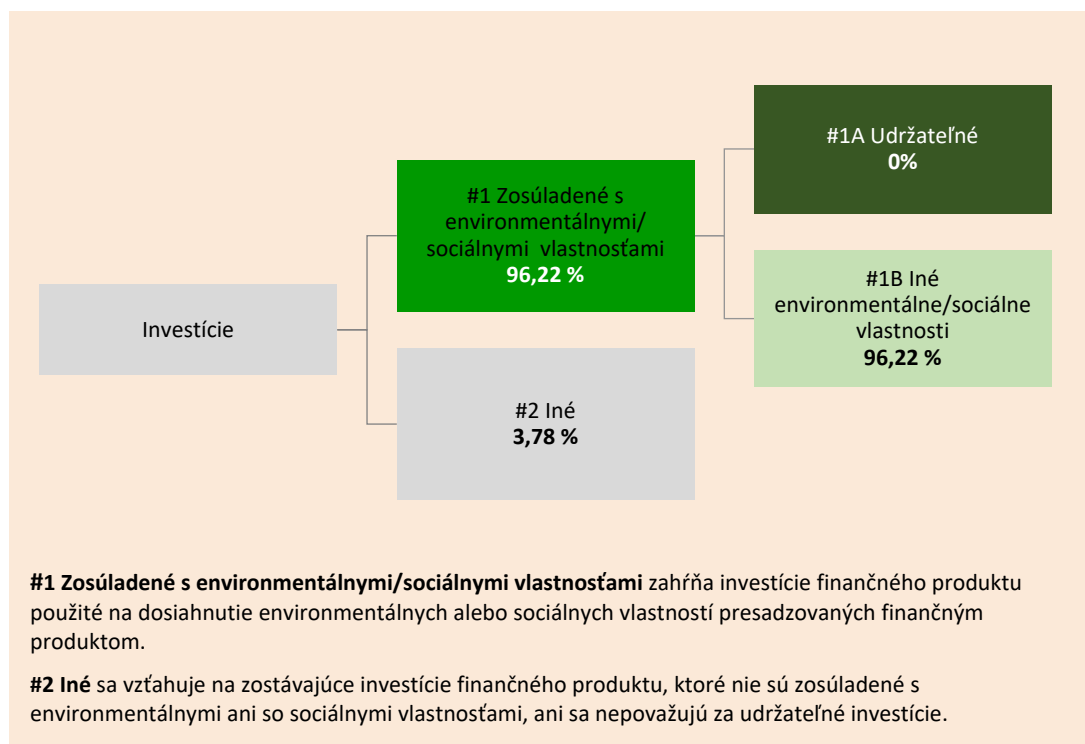 #1A Udržateľné
0%
#1 Zosúladené s
environmentálnymi/
sociálnymi vlastnosťami
96,22 %
#1B Iné
environmentálne/sociálne
vlastnosti
96,22 %
Investície
#2 Iné
3,78 %
#1 Zosúladené s environmentálnymi/sociálnymi vlastnosťami zahŕňa investície finančného produktu
použité na dosiahnutie environmentálnych alebo sociálnych vlastností presadzovaných finančným
produktom.
#2 Iné sa vzťahuje na zostávajúce investície finančného produktu, ktoré nie sú zosúladené s
environmentálnymi ani so sociálnymi vlastnosťami, ani sa nepovažujú za udržateľné investície.